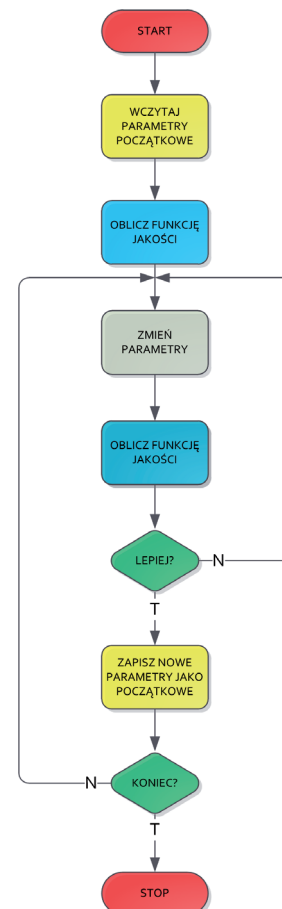 START
WCZYTAJ
PARAMETRY
POCZĄTKOWE
OBLICZ FUNKCJĘ
JAKOŚCI
ZMIEŃ
PARAMETRY
OBLICZ FUNKCJĘ
JAKOŚCI
LEPIEJ?
N
T
ZAPISZ NOWE
PARAMETRY JAKO
POCZĄTKOWE
N
KONIEC?
T
STOP